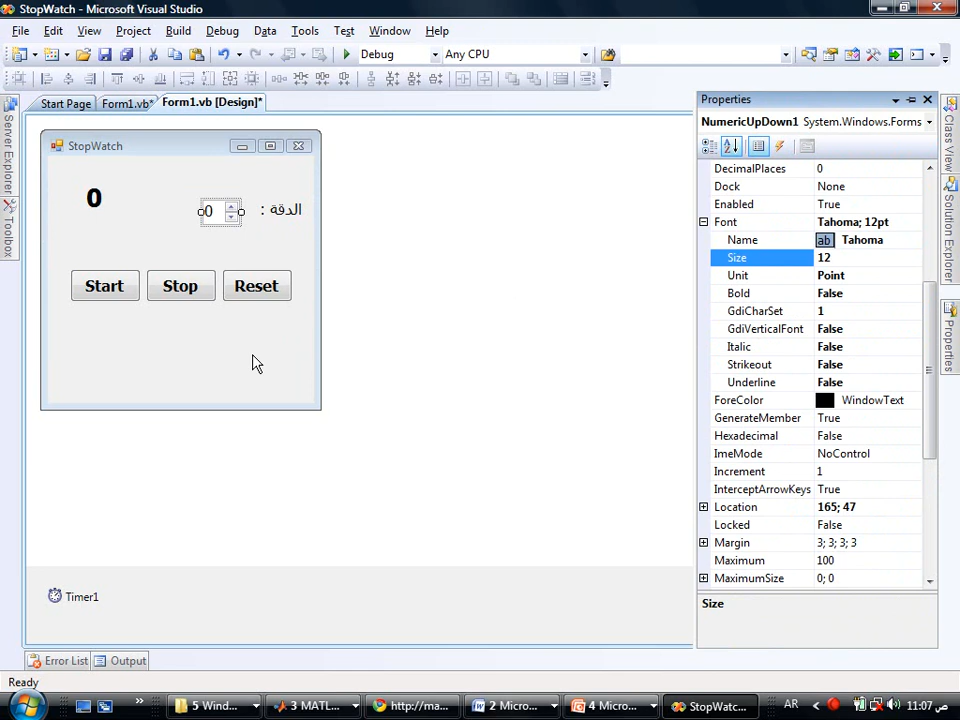 StopWatch - Microsoft Visual Studio
File Edit View Project Build Debug Data Tools Test Window Help
Debug Any CPU
Start Page Form1.vb* Form1.vb [Design]*
Server Explorer
Toolbox
StopWatch
0
0
الدقة :
Start Stop Reset
Timer1
Properties
NumericUpDown1 System.Windows.Forms
DecimalPlaces 0
Dock None
Enabled True
Font Tahoma; 12pt
Name ab Tahoma
Size 12
Unit Point
Bold False
GdiCharSet 1
GdiVerticalFont False
Italic False
Strikeout False
Underline False
ForeColor WindowText
GenerateMember True
Hexadecimal False
ImeMode NoControl
Increment 1
InterceptArrowKeys True
Location 165; 47
Locked False
Margin 3; 3; 3; 3
Maximum 100
MaximumSize 0; 0
Size
Class View
Solution Explorer
Properties
Error List Output
Ready
5 Wind... 3 MATL... http://ma... 2 Micro... 4 Micros... StopWatc... AR 11:07 ص